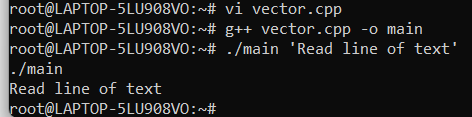 root@LAPTOP-5LU908VO:~# vi vector.cpp
root@LAPTOP-5LU908VO:~# g++ vector.cpp -o main
root@LAPTOP-5LU908VO:~# ./main 'Read line of text'
./main
Read line of text
root@LAPTOP-5LU908VO:~#